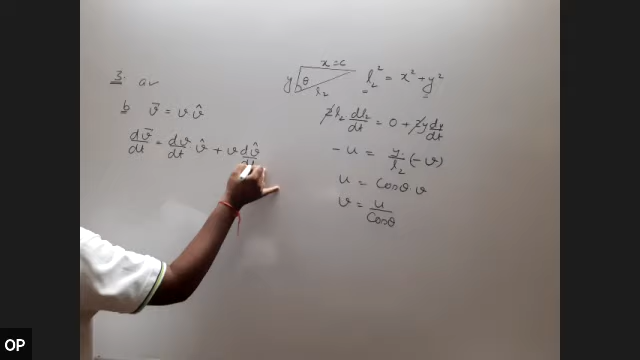 3. av
b v̄ = v v̂
dv̄/dt = dv/dt v̂ + v dv̂/dt
x = c
y θ l₂
l₂² = x² + y²
2l₂ dl₂/dt = 0 + 2y dy/dt
- u = y/l₂ (- v)
u = Cosθ v
v = u/Cosθ
OP